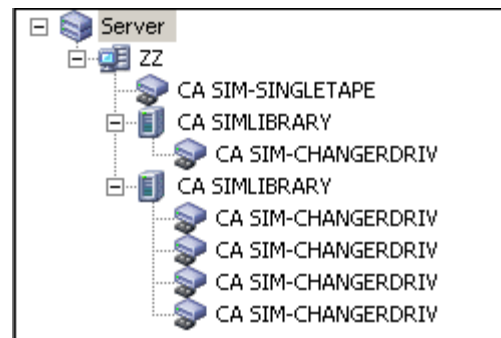 Server
ZZ
CA SIM-SINGLETAPE
CA SIMLIBRARY
CA SIM-CHANGERDRIV
CA SIMLIBRARY
CA SIM-CHANGERDRIV
CA SIM-CHANGERDRIV
CA SIM-CHANGERDRIV
CA SIM-CHANGERDRIV